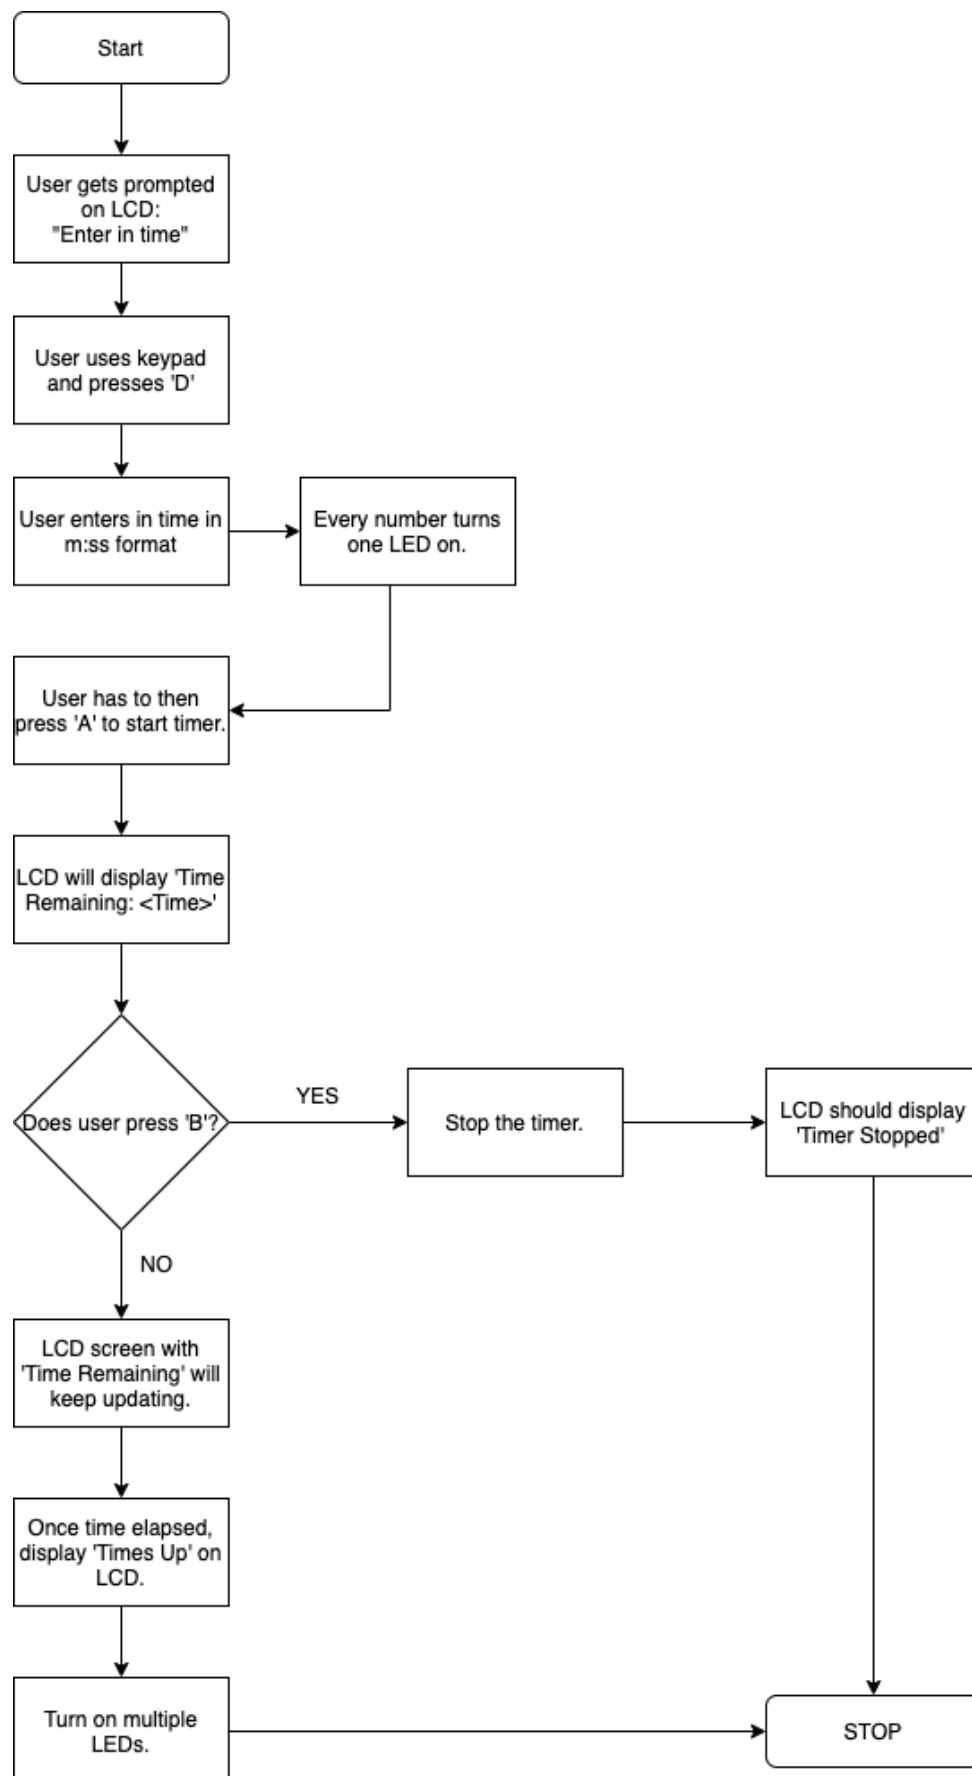 Start
User gets prompted
on LCD:
"Enter in time"
User uses keypad
and presses 'D'
User enters in time in
m:ss format
Every number turns
one LED on.
User has to then
press 'A' to start timer.
LCD will display 'Time
Remaining: <Time>'
Does user press 'B'?
YES
Stop the timer.
LCD should display
'Timer Stopped'
NO
LCD screen with
'Time Remaining' will
keep updating.
Once time elapsed,
display 'Times Up' on
LCD.
Turn on multiple
LEDs.
STOP